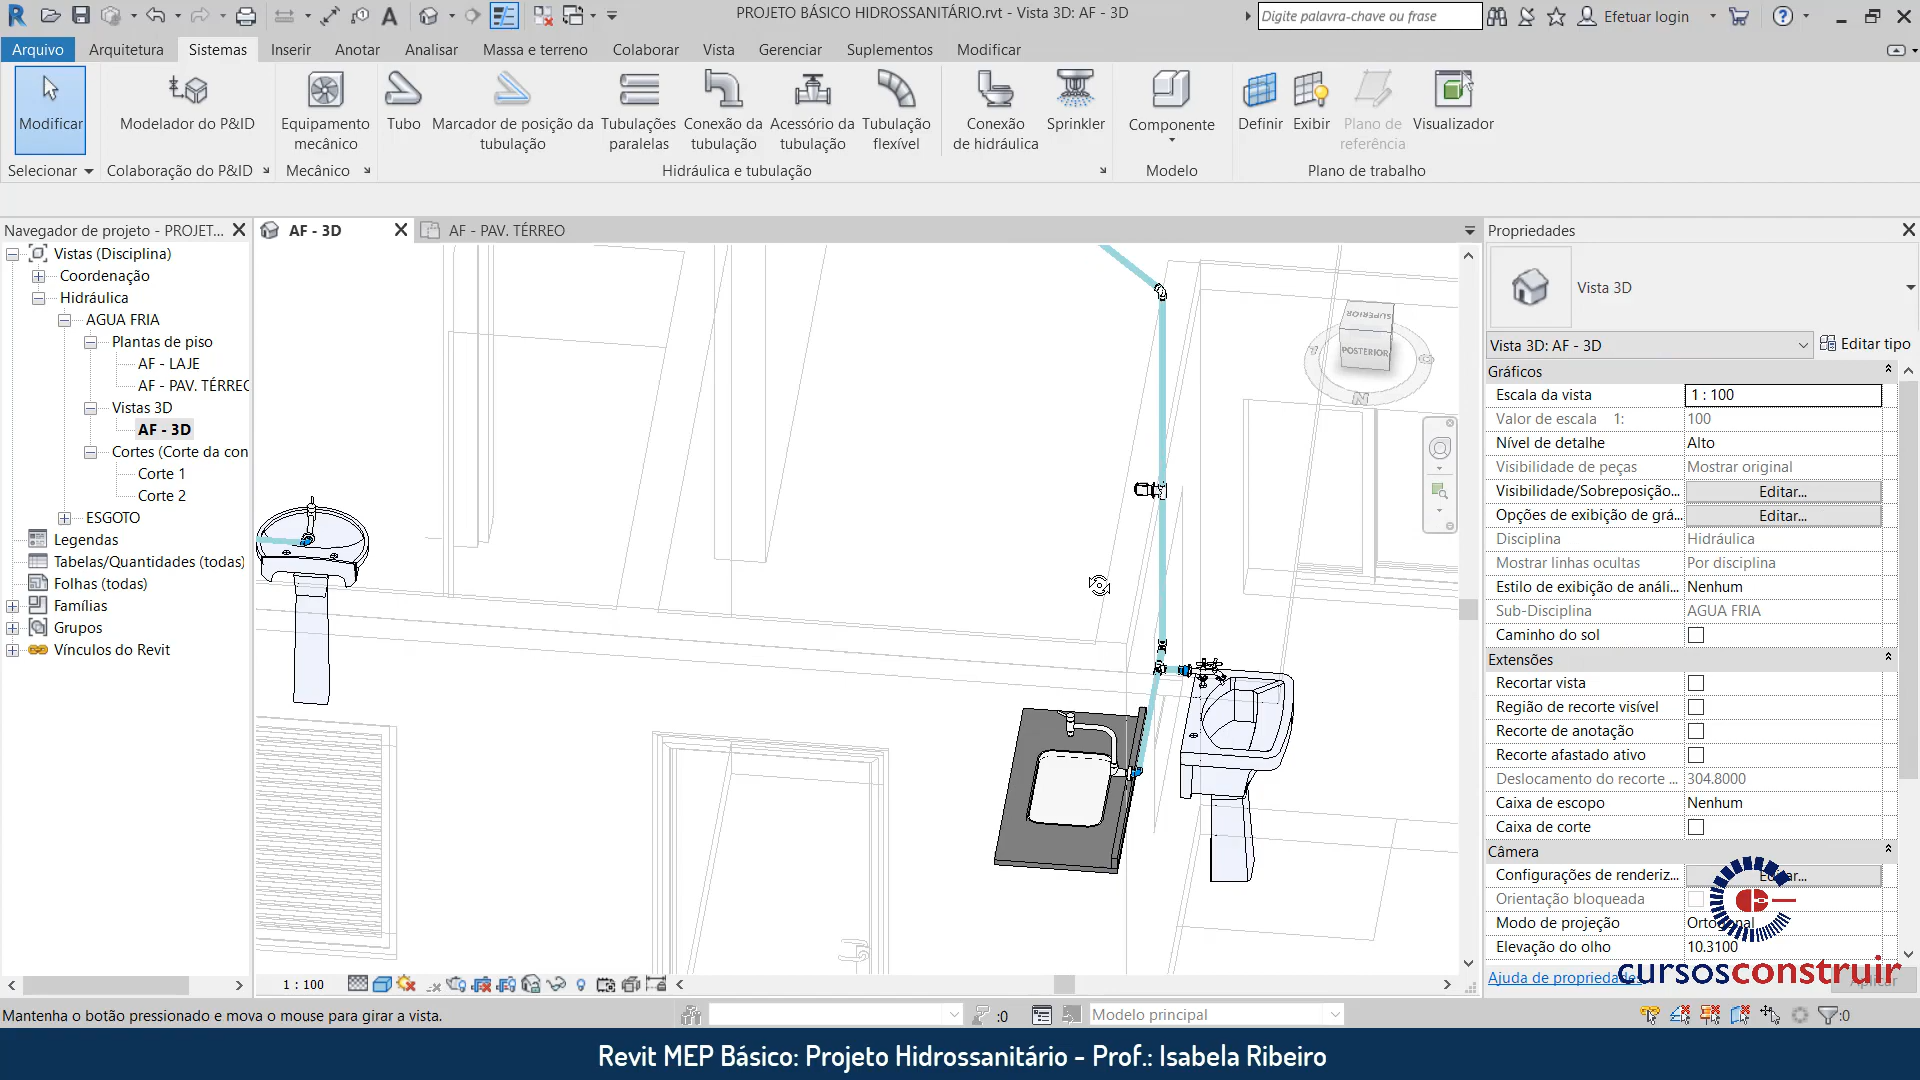 PROJETO BÁSICO HIDROSSANITÁRIO.rvt - Vista 3D: AF - 3D
Digite palavra-chave ou frase
Efetuar login
Arquivo Arquitetura Sistemas Inserir Anotar Analisar Massa e terreno Colaborar Vista Gerenciar Suplementos Modificar
Modificar
Modelador do P&ID
Equipamento mecânico
Tubo
Marcador de posição da tubulação
Tubulações paralelas
Conexão da tubulação
Acessório da tubulação
Tubulação flexível
Conexão de hidráulica
Sprinkler
Componente
Definir
Exibir
Plano de referência
Visualizador
Selecionar
Colaboração do P&ID
Mecânico
Hidráulica e tubulação
Modelo
Plano de trabalho
Navegador de projeto - PROJET...
Vistas (Disciplina)
Coordenação
Hidráulica
AGUA FRIA
Plantas de piso
AF - LAJE
AF - PAV. TÉRREO
Vistas 3D
AF - 3D
Cortes (Corte da con
Corte 1
Corte 2
ESGOTO
Legendas
Tabelas/Quantidades (todas)
Folhas (todas)
Famílias
Grupos
Vínculos do Revit
AF - 3D
AF - PAV. TÉRREO
SUPERIOR
POSTERIOR
N
Propriedades
Vista 3D
Vista 3D: AF - 3D
Editar tipo
Gráficos
Escala da vista 1 : 100
Valor de escala 1: 100
Nível de detalhe Alto
Visibilidade de peças Mostrar original
Visibilidade/Sobreposição... Editar...
Opções de exibição de grá... Editar...
Disciplina Hidráulica
Mostrar linhas ocultas Por disciplina
Estilo de exibição de análi... Nenhum
Sub-Disciplina AGUA FRIA
Caminho do sol
Extensões
Recortar vista
Região de recorte visível
Recorte de anotação
Recorte afastado ativo
Deslocamento do recorte ... 304.8000
Caixa de escopo Nenhum
Caixa de corte
Câmera
Configurações de renderiz... Editar...
Orientação bloqueada
Modo de projeção Ortogonal
Elevação do olho 10.3100
Ajuda de propriedades
Aplicar
cursosconstruir
1 : 100
Mantenha o botão pressionado e mova o mouse para girar a vista.
:0
Modelo principal
:0
Revit MEP Básico: Projeto Hidrossanitário - Prof.: Isabela Ribeiro